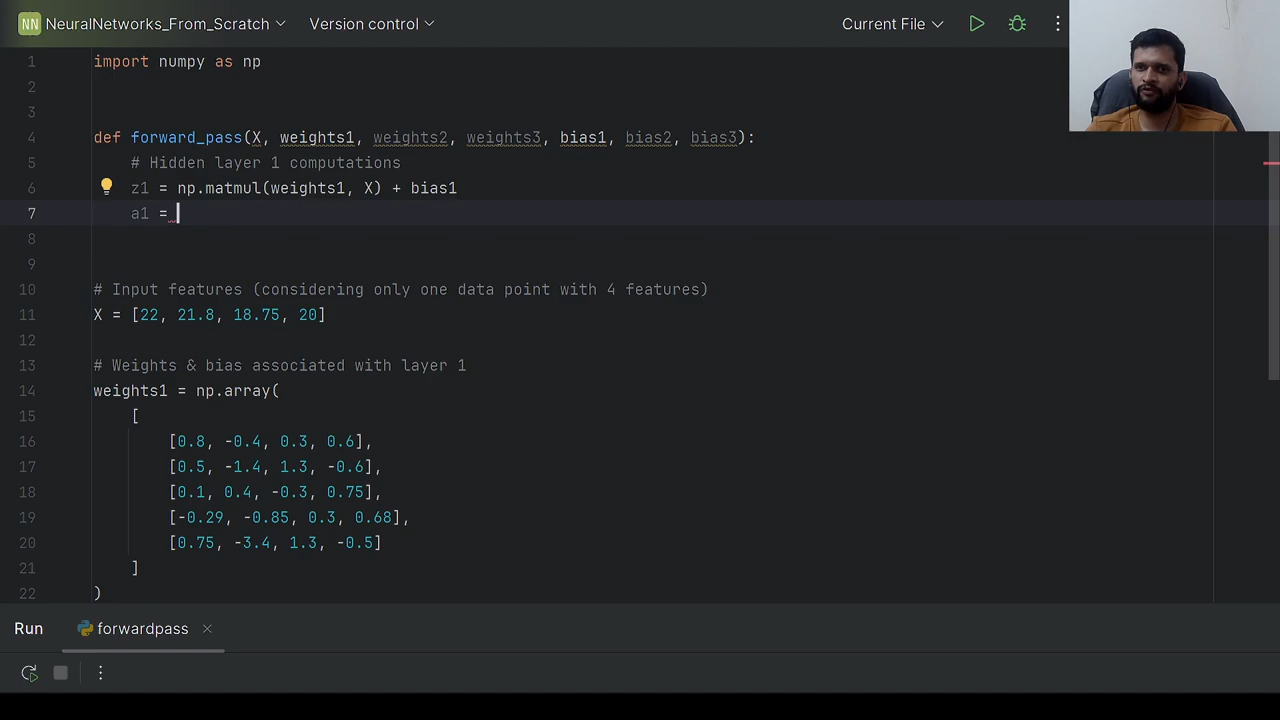 NN NeuralNetworks_From_Scratch Version control Current File
1 import numpy as np
2
3
4 def forward_pass(X, weights1, weights2, weights3, bias1, bias2, bias3):
5 # Hidden layer 1 computations
6 z1 = np.matmul(weights1, X) + bias1
7 a1 =
8
9
10 # Input features (considering only one data point with 4 features)
11 X = [22, 21.8, 18.75, 20]
12
13 # Weights & bias associated with layer 1
14 weights1 = np.array(
15 [
16 [0.8, -0.4, 0.3, 0.6],
17 [0.5, -1.4, 1.3, -0.6],
18 [0.1, 0.4, -0.3, 0.75],
19 [-0.29, -0.85, 0.3, 0.68],
20 [0.75, -3.4, 1.3, -0.5]
21 ]
22 )
Run forwardpass